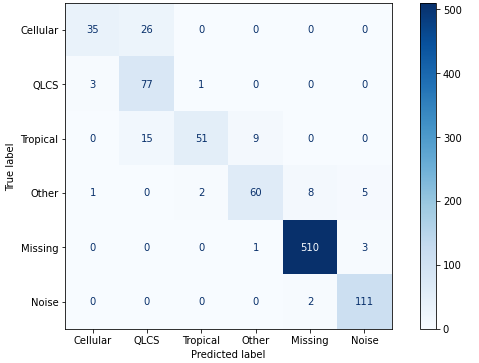 Cellular 35 26 0 0 0 0
QLCS 3 77 1 0 0 0
Tropical 0 15 51 9 0 0
Other 1 0 2 60 8 5
Missing 0 0 0 1 510 3
Noise 0 0 0 0 2 111
Cellular QLCS Tropical Other Missing Noise
Predicted label
True label
500
400
300
200
100
0